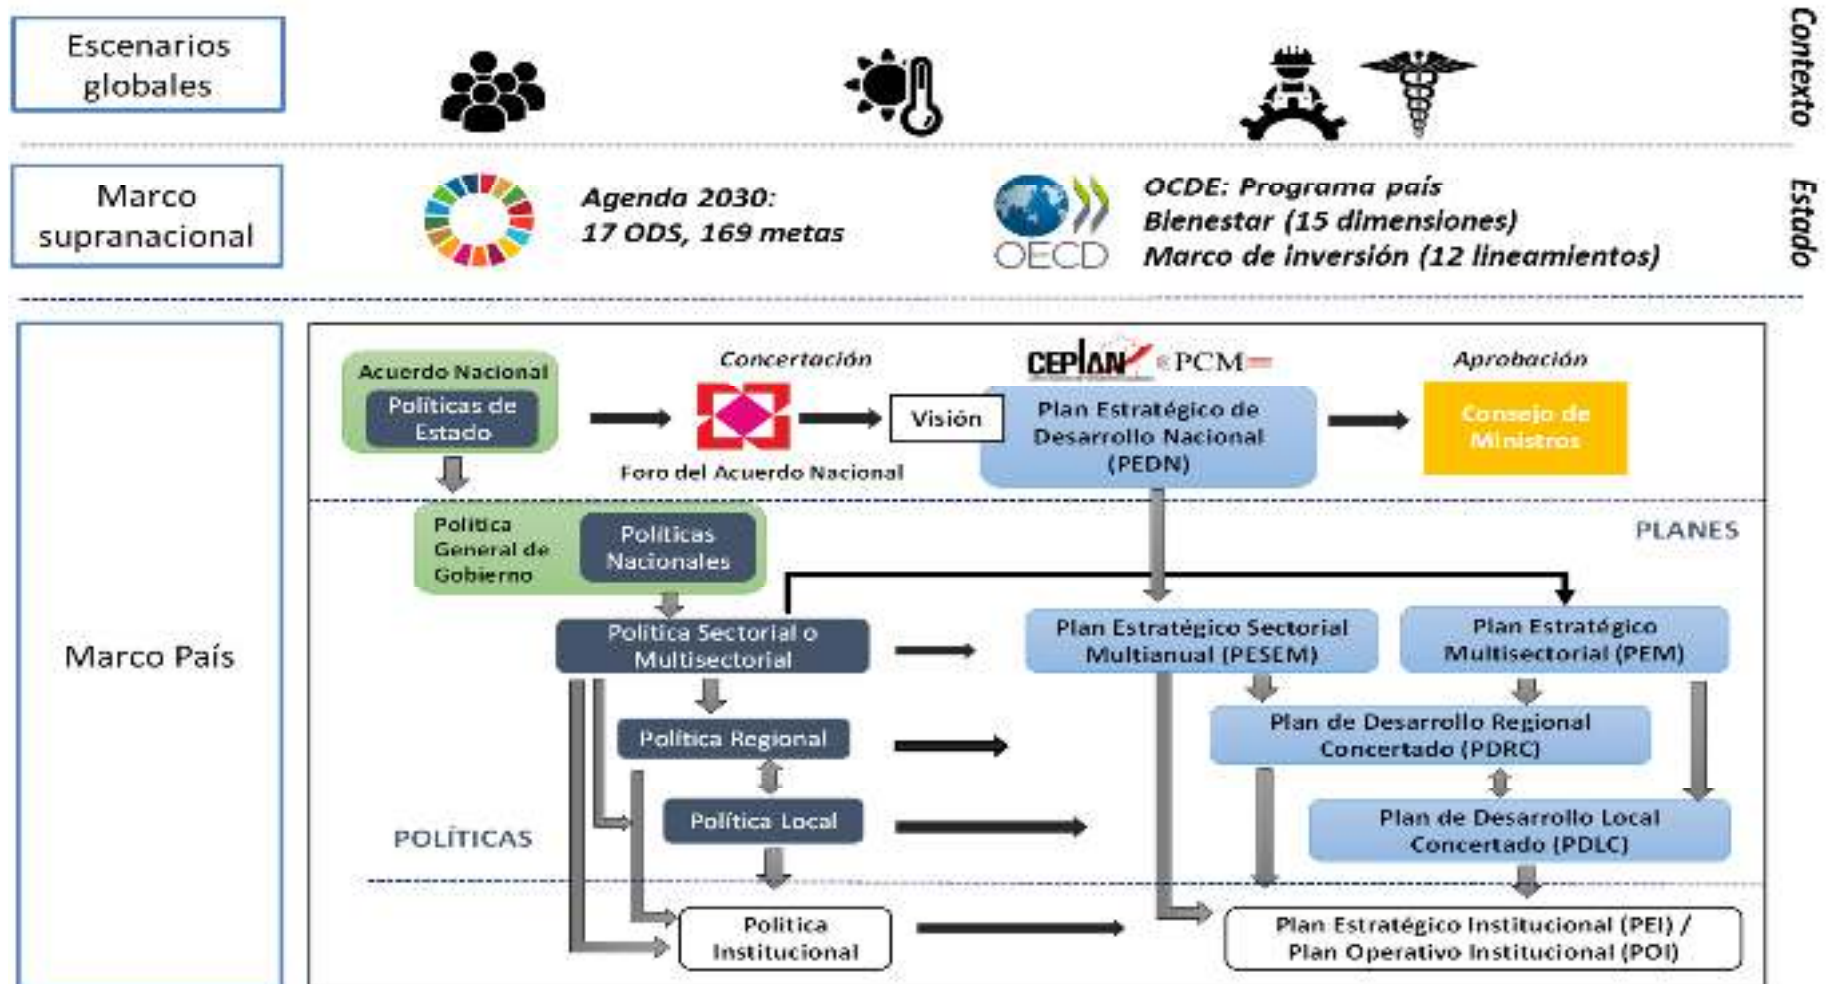 Escenarios
globales
Contexto
Marco
supranacional
Agenda 2030:
17 ODS, 169 metas
OECD
OCDE: Programa país
Bienestar (15 dimensiones)
Marco de inversión (12 lineamientos)
Estado
Marco País
Acuerdo Nacional
Políticas de
Estado
Concertación
Foro del Acuerdo Nacional
Visión
CEPLAN
PCM
Plan Estratégico de
Desarrollo Nacional
(PEDN)
Aprobación
Consejo de
Ministros
Política
General de
Gobierno
Políticas
Nacionales
PLANES
Política Sectorial o
Multisectorial
Plan Estratégico Sectorial
Multianual (PESEM)
Plan Estratégico
Multisectorial (PEM)
Política Regional
Plan de Desarrollo Regional
Concertado (PDRC)
Política Local
Plan de Desarrollo Local
Concertado (PDLC)
POLÍTICAS
Política
Institucional
Plan Estratégico Institucional (PEI) /
Plan Operativo Institucional (POI)